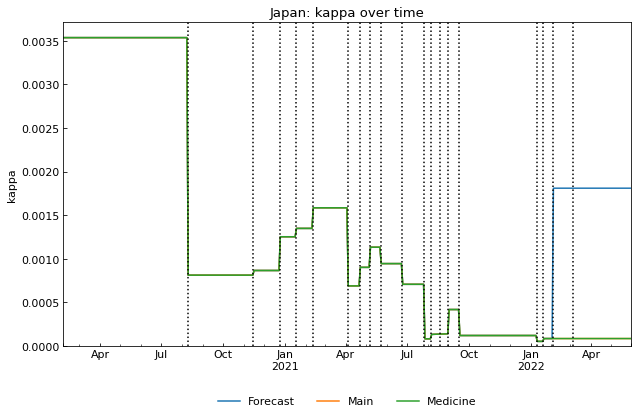 Japan: kappa over time
0.0035
0.0030
0.0025
0.0020
0.0015
0.0010
0.0005
0.0000
kappa
Apr Jul Oct Jan Apr Jul Oct Jan Apr
2021 2022
Forecast Main Medicine